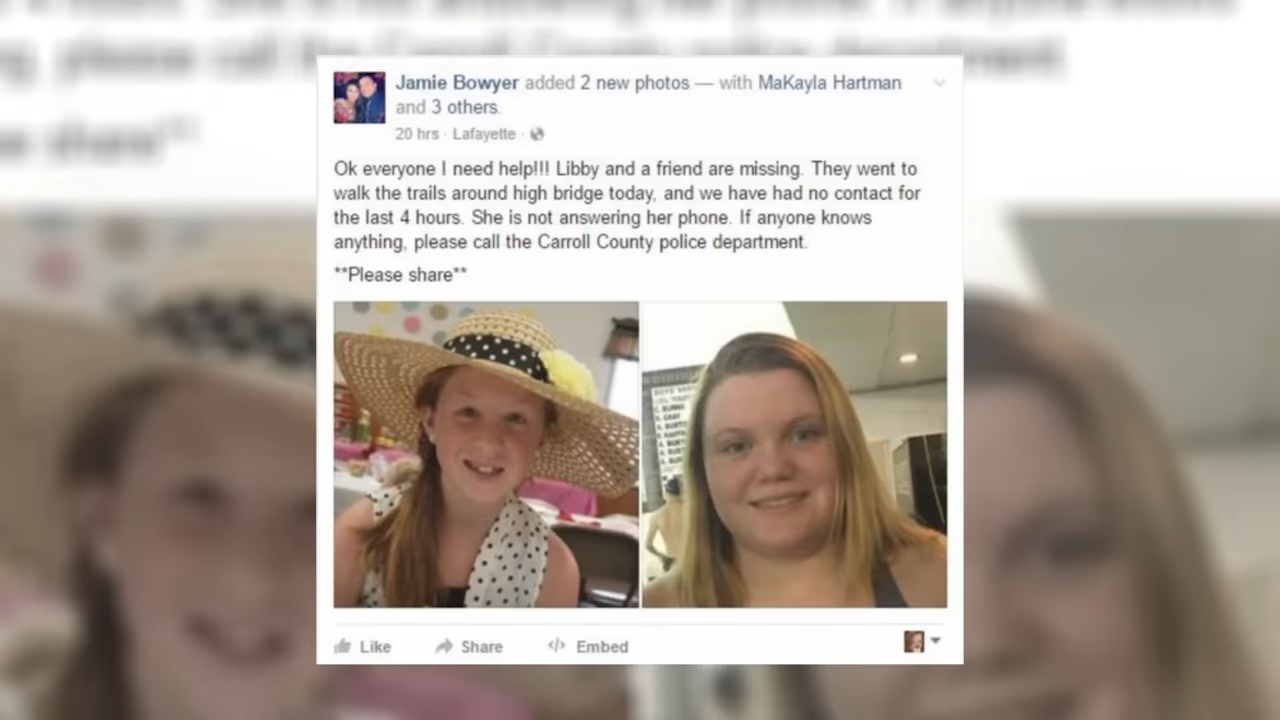 Jamie Bowyer added 2 new photos — with MaKayla Hartman
and 3 others.
20 hrs · Lafayette ·
Ok everyone I need help!!! Libby and a friend are missing. They went to
walk the trails around high bridge today, and we have had no contact for
the last 4 hours. She is not answering her phone. If anyone knows
anything, please call the Carroll County police department.
**Please share**
Like Share Embed